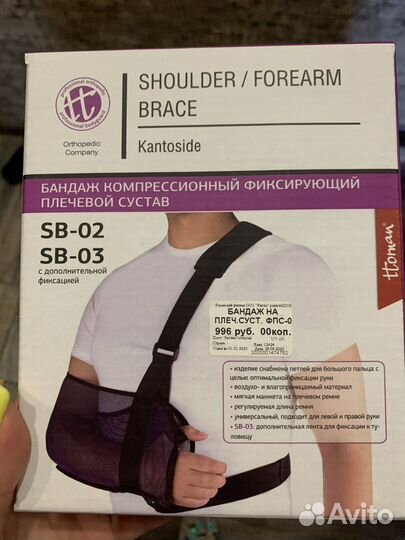 professional orthopedic
professional bodyguard
Orthopedic
Company
SHOULDER / FOREARM
BRACE
Kantoside
БАНДАЖ КОМПРЕССИОННЫЙ ФИКСИРУЮЩИЙ
ПЛЕЧЕВОЙ СУСТАВ
ttoman
SB-02
SB-03
с дополнительной
фиксацией
БАНДАЖ НА
ПЛЕЧ.СУСТ. ФПС-0
996 руб. 00коп.
• изделие снабжено петлей для большого пальца с
целью оптимальной фиксации руки
• воздухо- и влагопроницаемый материал
• мягкая манжета на плечевом ремне
• регулируемая длина ремня
• универсальный, подходит для левой и правой руки
• SB-03: дополнительная лента для фиксации к ту-
ловищу
Avito